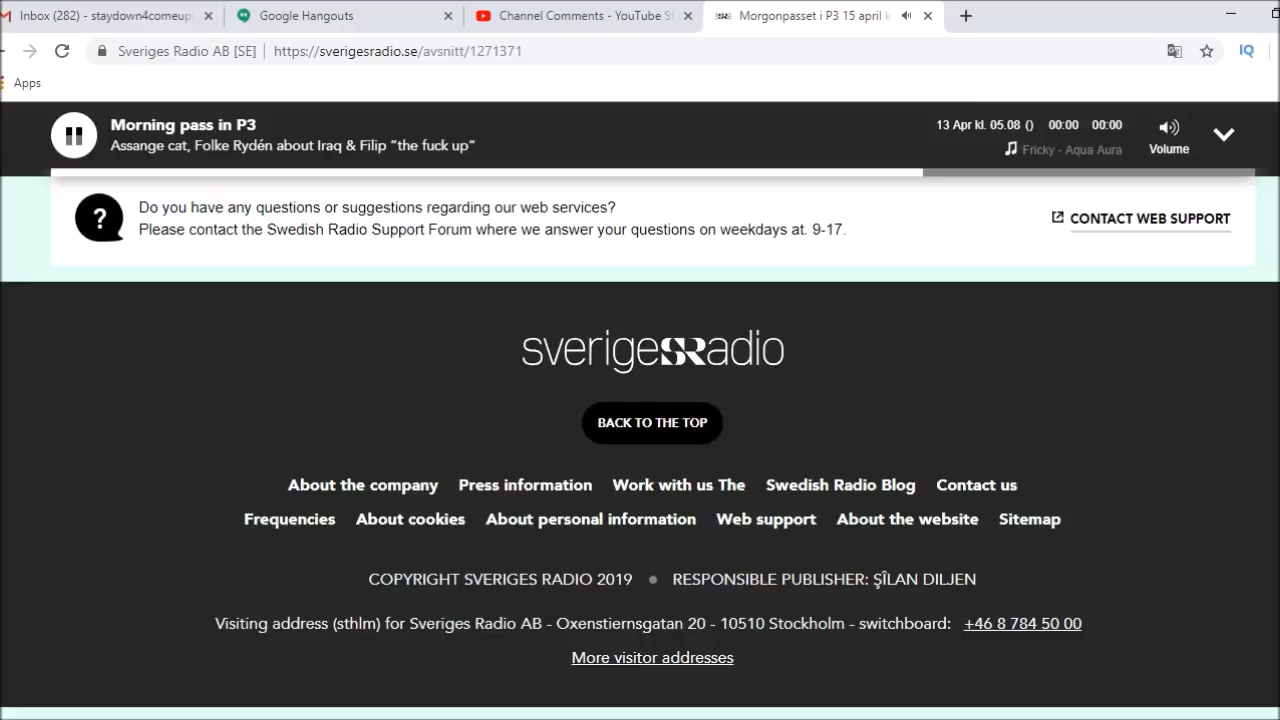 Inbox (282) - staydown4comeup
Google Hangouts
Channel Comments - YouTube St
Morgonpasset i P3 15 april k
Sveriges Radio AB [SE] https://sverigesradio.se/avsnitt/1271371
IQ
Apps
Morning pass in P3
Assange cat, Folke Rydén about Iraq & Filip "the fuck up"
13 Apr kl. 05.08 () 00:00 00:00
Fricky - Aqua Aura
Volume
Do you have any questions or suggestions regarding our web services?
Please contact the Swedish Radio Support Forum where we answer your questions on weekdays at. 9-17.
CONTACT WEB SUPPORT
sverigesRadio
BACK TO THE TOP
About the company Press information Work with us The Swedish Radio Blog Contact us
Frequencies About cookies About personal information Web support About the website Sitemap
COPYRIGHT SVERIGES RADIO 2019 • RESPONSIBLE PUBLISHER: ŞÎLAN DILJEN
Visiting address (sthlm) for Sveriges Radio AB - Oxenstiernsgatan 20 - 10510 Stockholm - switchboard: +46 8 784 50 00
More visitor addresses